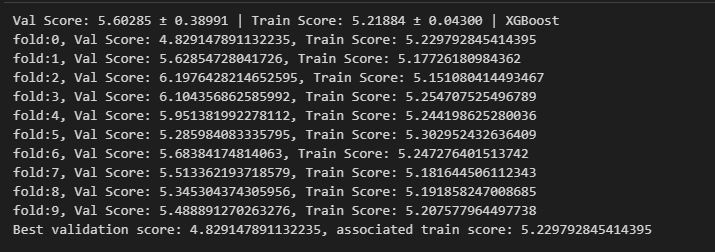 Val Score: 5.60285 ± 0.38991 | Train Score: 5.21884 ± 0.04300 | XGBoost
fold:0, Val Score: 4.829147891132235, Train Score: 5.229792845414395
fold:1, Val Score: 5.62854728041726, Train Score: 5.17726180984362
fold:2, Val Score: 6.1976428214652595, Train Score: 5.151080414493467
fold:3, Val Score: 6.104356862585992, Train Score: 5.254707525496789
fold:4, Val Score: 5.951381992278112, Train Score: 5.244198625280036
fold:5, Val Score: 5.285984083335795, Train Score: 5.302952432636409
fold:6, Val Score: 5.68384174814063, Train Score: 5.247276401513742
fold:7, Val Score: 5.513362193718579, Train Score: 5.181644506112343
fold:8, Val Score: 5.345304374305956, Train Score: 5.191858247008685
fold:9, Val Score: 5.488891270263276, Train Score: 5.207577964497738
Best validation score: 4.829147891132235, associated train score: 5.229792845414395